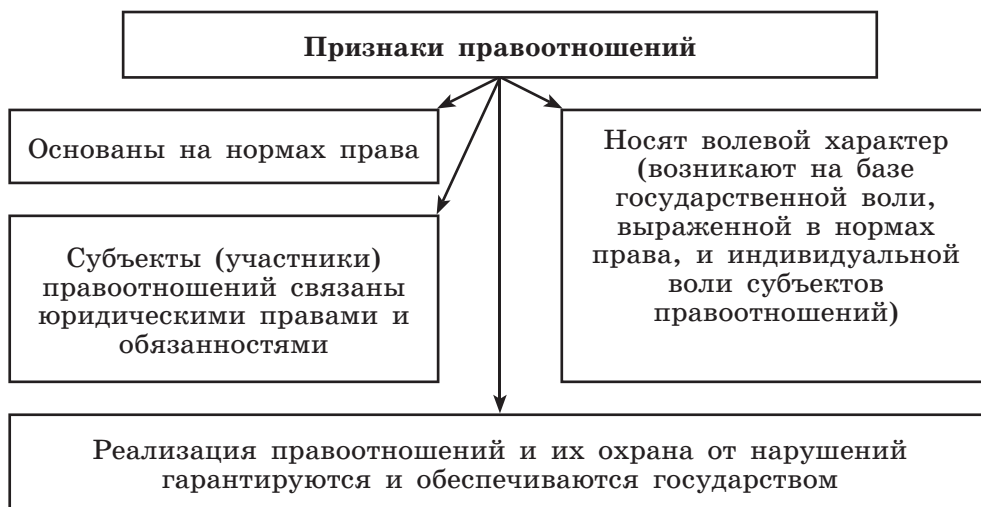 Признаки правоотношений
Основаны на нормах права
Субъекты (участники)
правоотношений связаны
юридическими правами и
обязанностями
Носят волевой характер
(возникают на базе
государственной воли,
выраженной в нормах
права, и индивидуальной
воли субъектов
правоотношений)
Реализация правоотношений и их охрана от нарушений
гарантируются и обеспечиваются государством